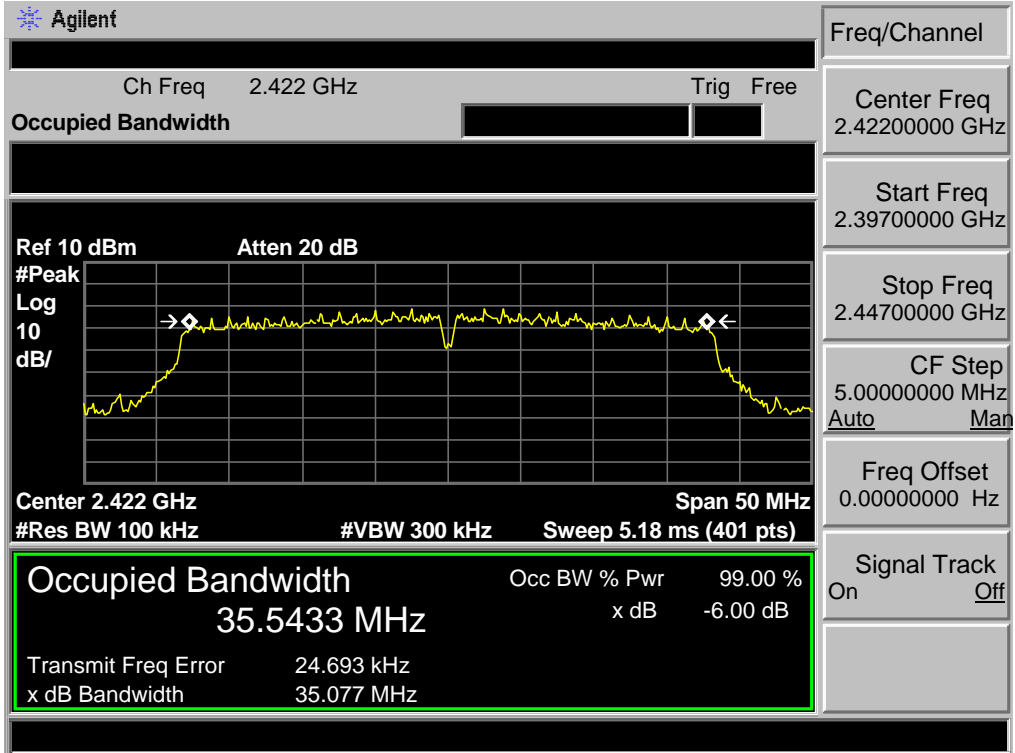 Agilent
Freq/Channel
Ch Freq 2.422 GHz Trig Free
Occupied Bandwidth
Center Freq
2.42200000 GHz
Start Freq
2.39700000 GHz
Stop Freq
2.44700000 GHz
CF Step
5.00000000 MHz
Auto Man
Freq Offset
0.00000000 Hz
Signal Track
On Off
Ref 10 dBm Atten 20 dB
#Peak
Log
10
dB/
Center 2.422 GHz Span 50 MHz
#Res BW 100 kHz #VBW 300 kHz Sweep 5.18 ms (401 pts)
Occupied Bandwidth Occ BW % Pwr 99.00 %
35.5433 MHz x dB -6.00 dB
Transmit Freq Error 24.693 kHz
x dB Bandwidth 35.077 MHz